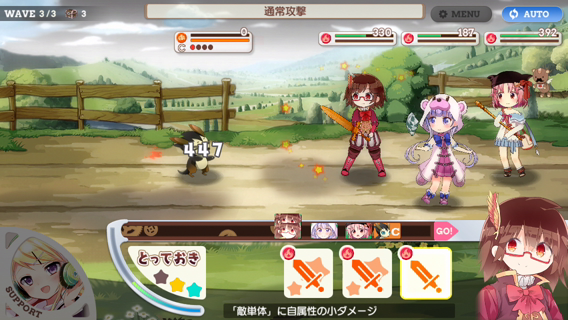 WAVE 3/3
3
通常攻撃
MENU
AUTO
0
C
330
187
392
447
C
GO!
とっておき
SUPPORT
「敵単体」に自属性の小ダメージ